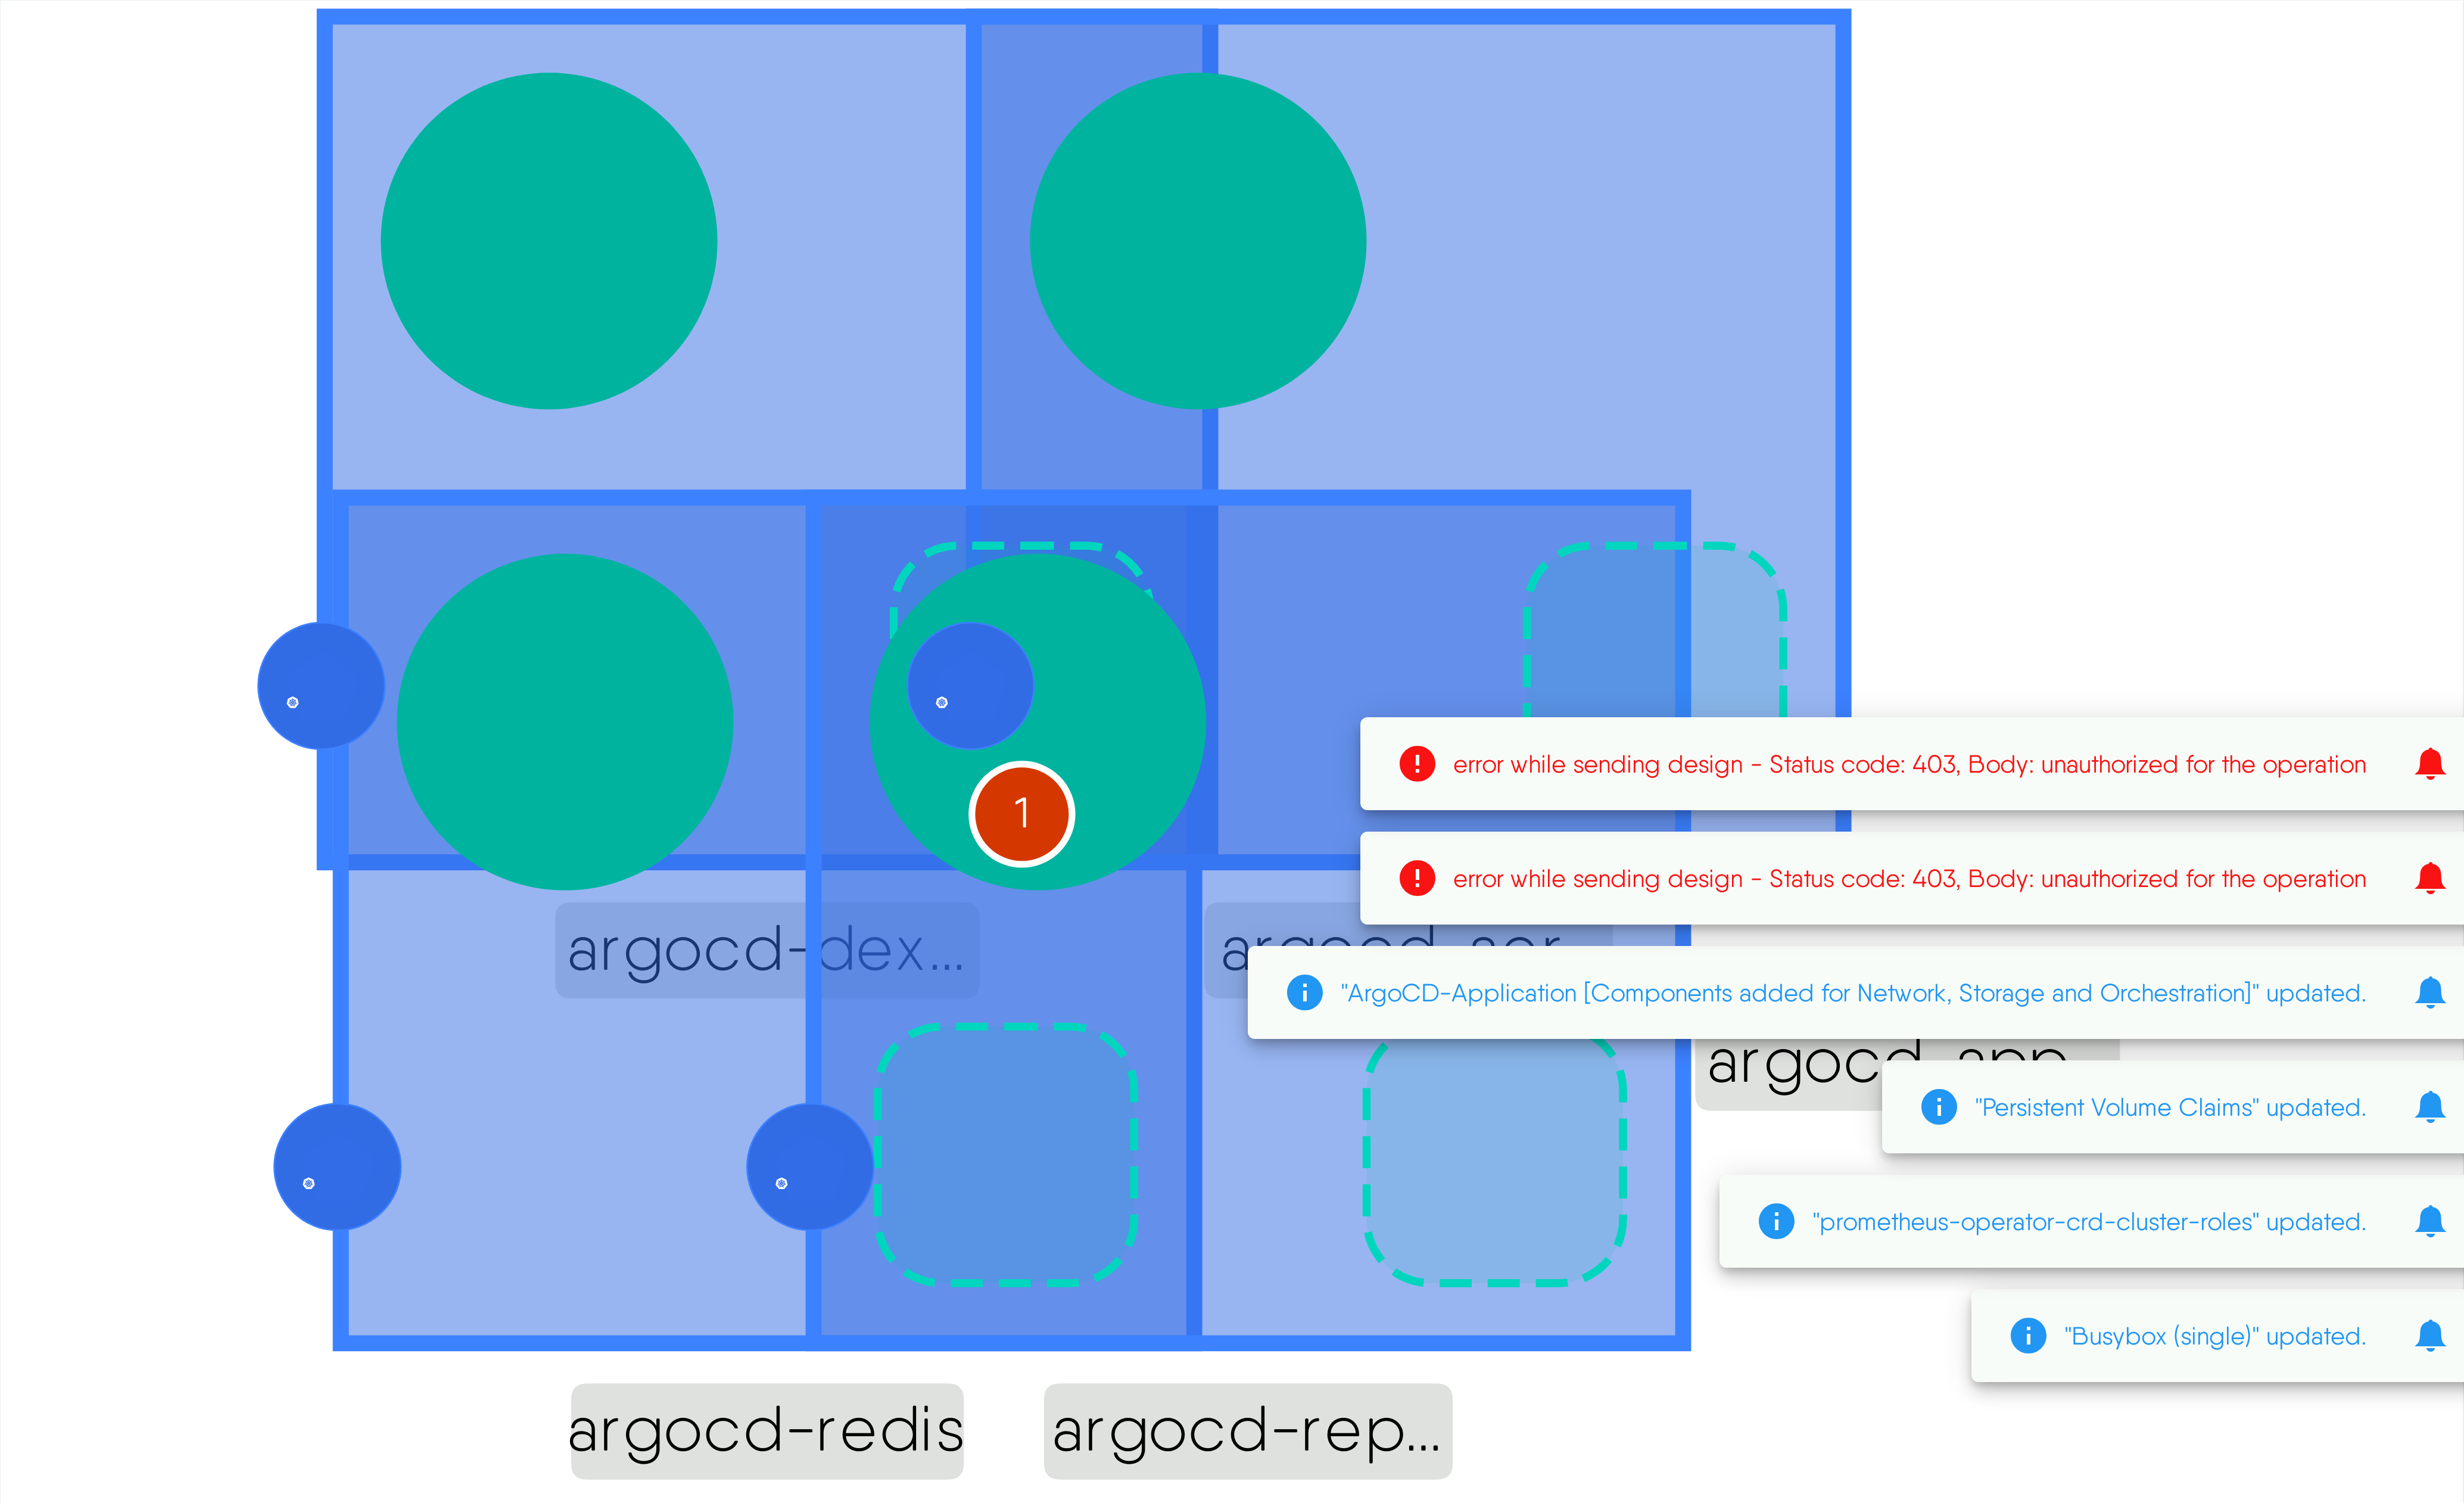 1
error while sending design - Status code: 403, Body: unauthorized for the operation
error while sending design - Status code: 403, Body: unauthorized for the operation
argocd-dex...
"ArgoCD-Application [Components added for Network, Storage and Orchestration]" updated.
argocd-app...
"Persistent Volume Claims" updated.
"prometheus-operator-crd-cluster-roles" updated.
"Busybox (single)" updated.
argocd-redis
argocd-rep...